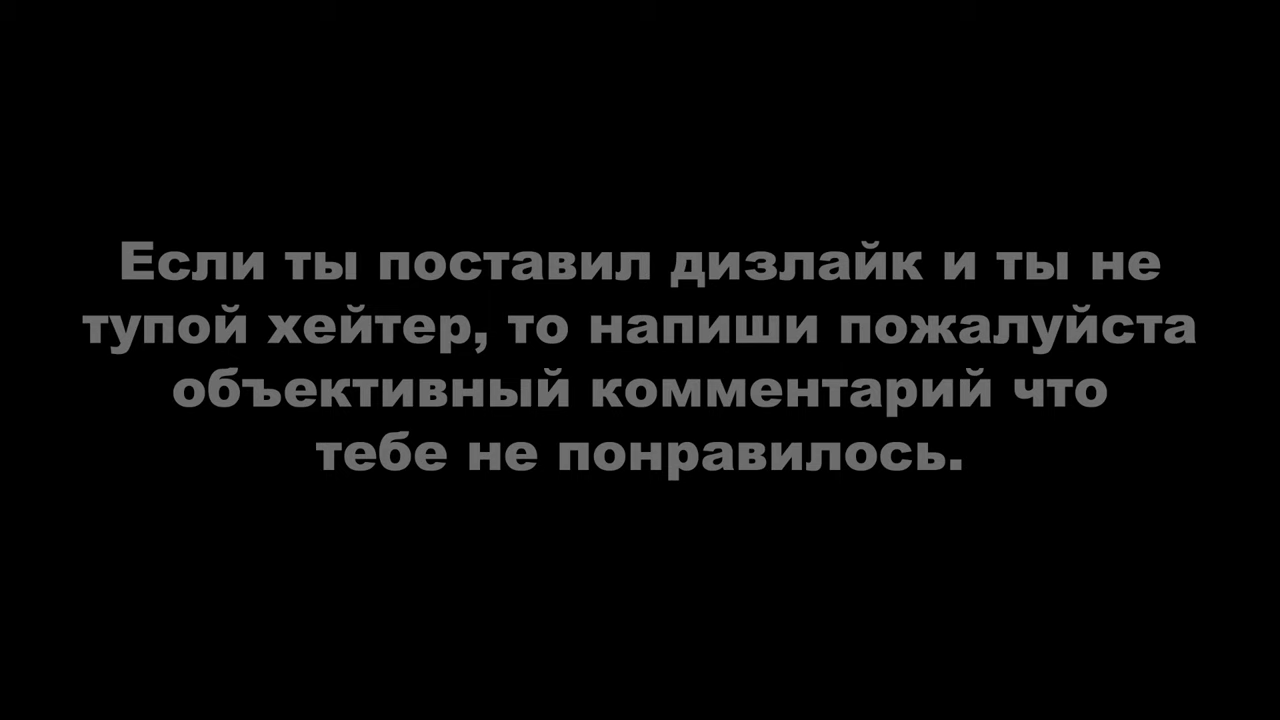 Если ты поставил дизлайк и ты не
тупой хейтер, то напиши пожалуйста
объективный комментарий что
тебе не понравилось.